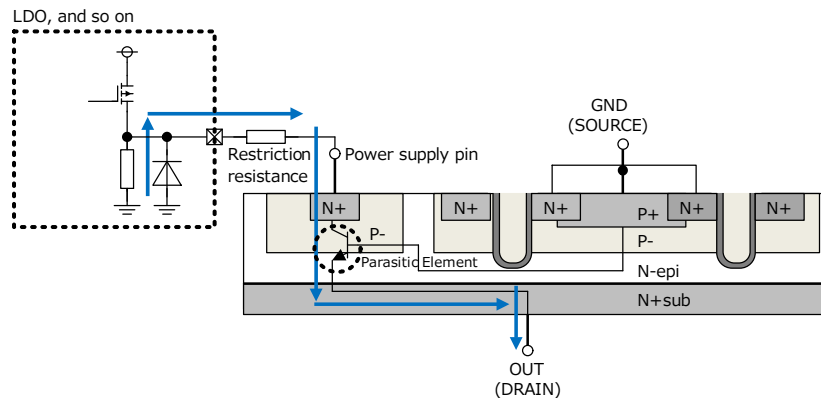 LDO, and so on
GND
(SOURCE)
Restriction
resistance
Power supply pin
N+
N+
N+
P+
N+
N+
P-
P-
Parasitic Element
N-epi
N+sub
OUT
(DRAIN)